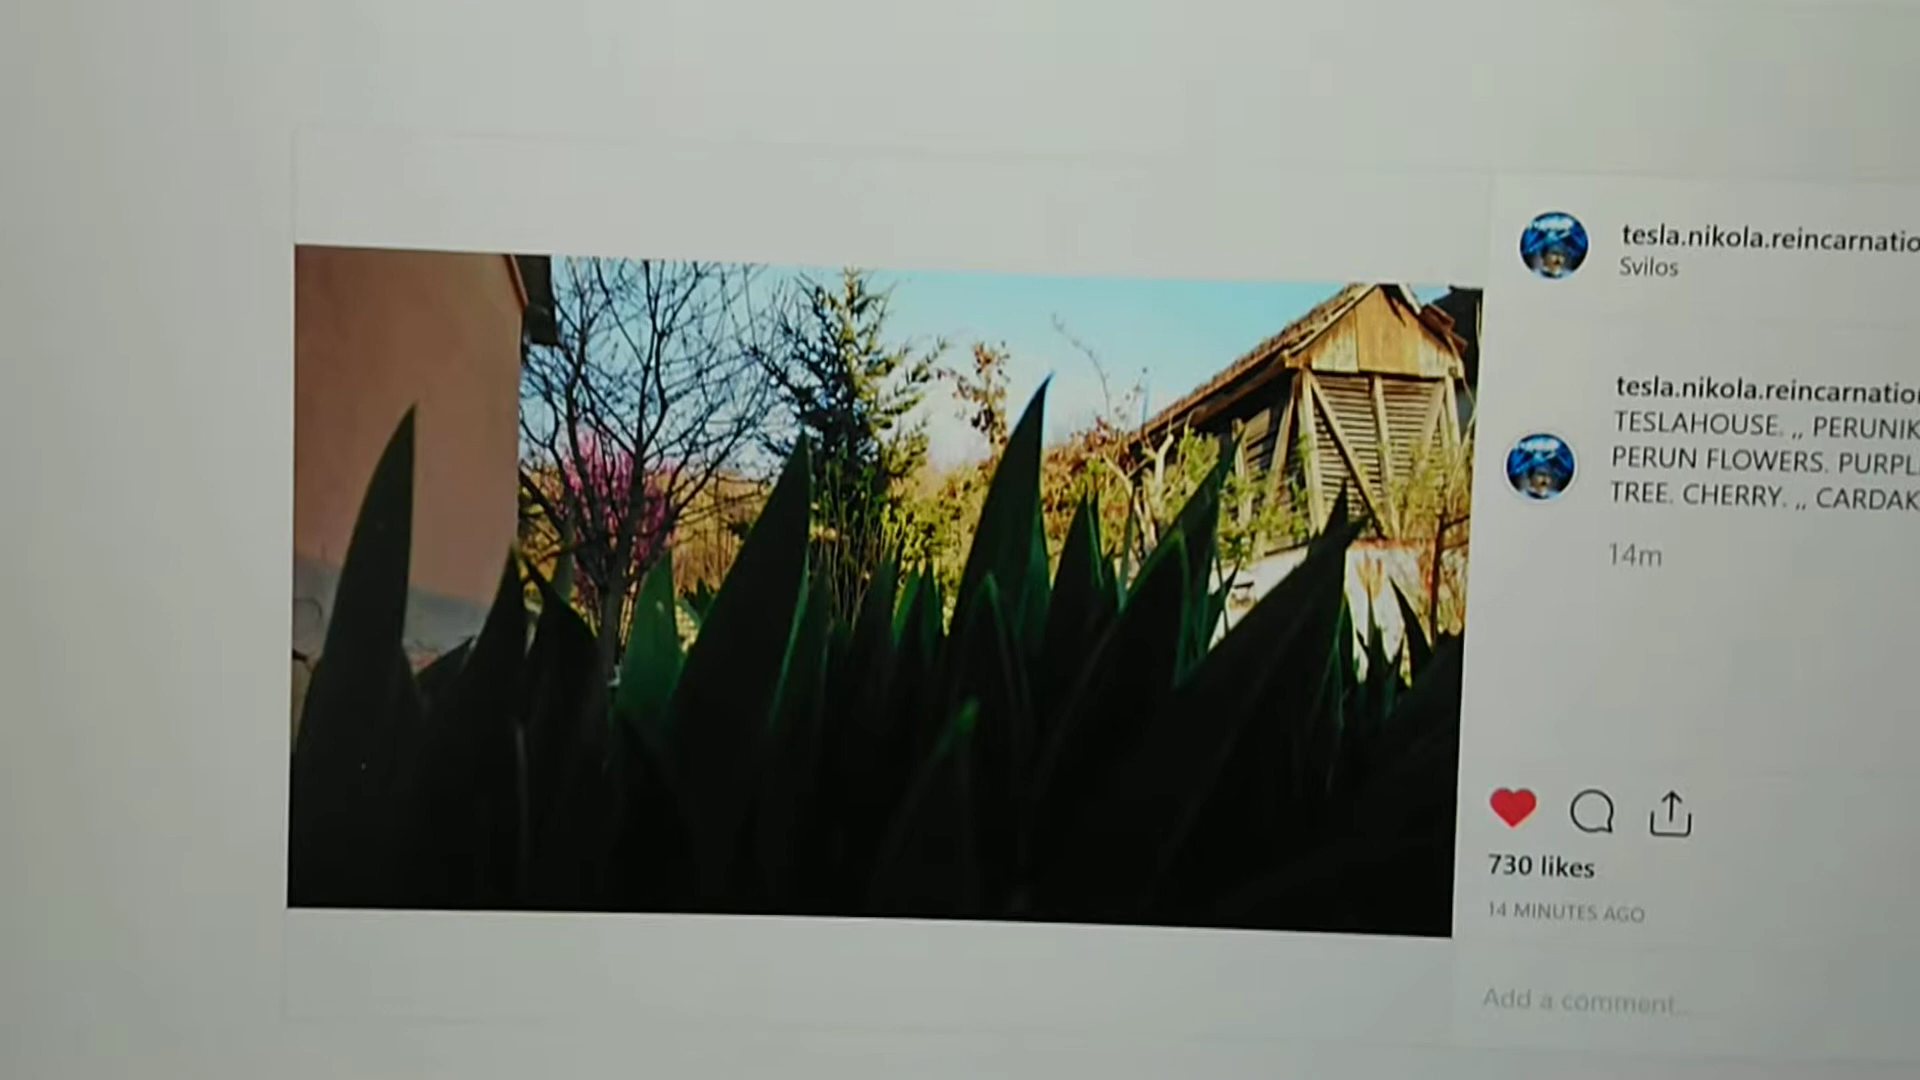 tesla.nikola.reincarnatio
Svilos
tesla.nikola.reincarnation
TESLAHOUSE. ,, PERUNIK
PERUN FLOWERS. PURPL
TREE. CHERRY. ,, CARDAK
14m
730 likes
14 MINUTES AGO
Add a comment...